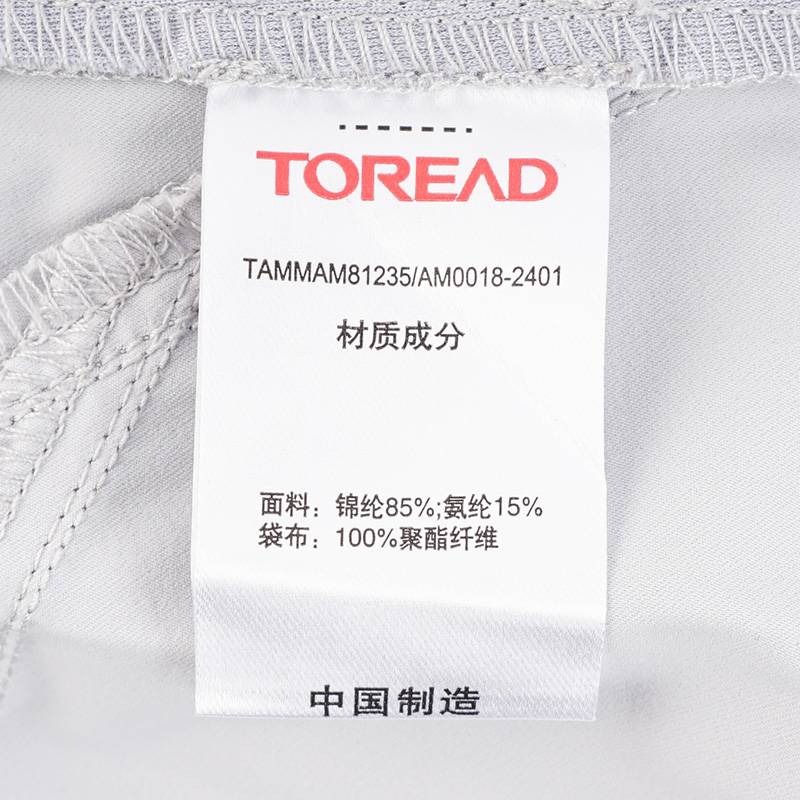 TOREAD
TAMMAM81235/AM0018-2401
材质成分
面料：锦纶85%;氨纶15%
袋布：100%聚酯纤维
中国制造